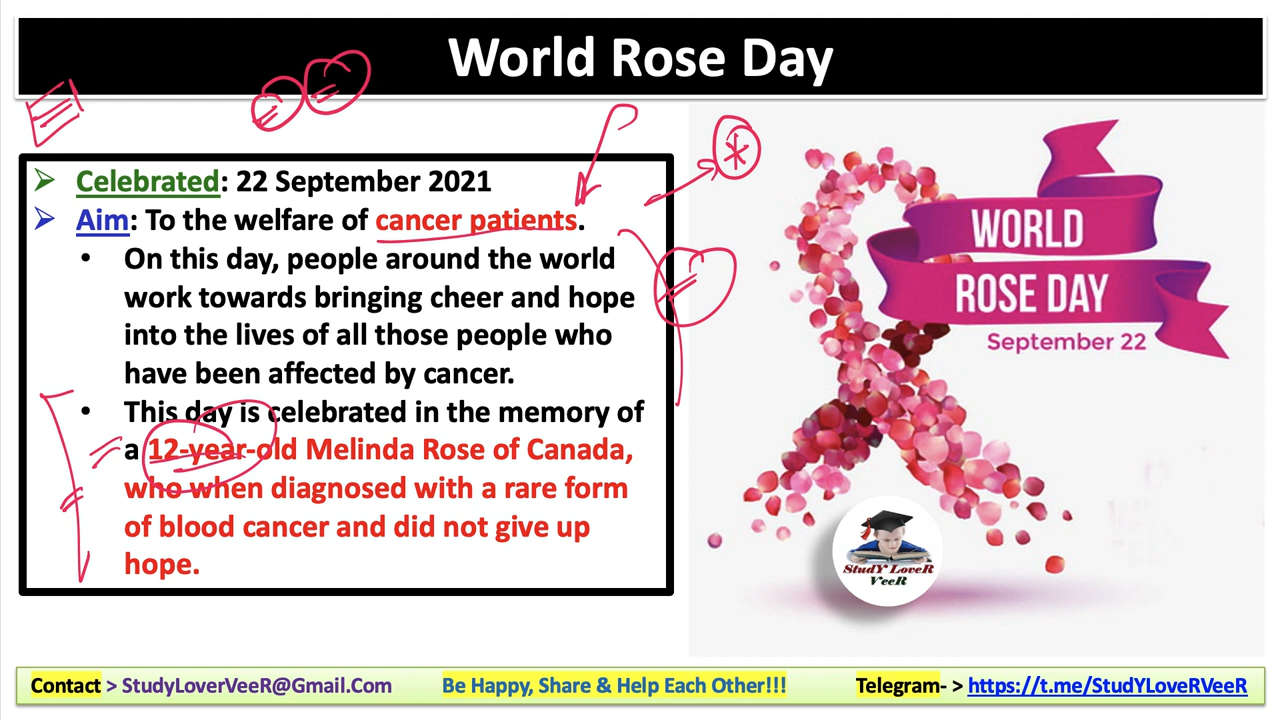 World Rose Day
➢ Celebrated: 22 September 2021
➢ Aim: To the welfare of cancer patients.
• On this day, people around the world
work towards bringing cheer and hope
into the lives of all those people who
have been affected by cancer.
• This day is celebrated in the memory of
a 12-year-old Melinda Rose of Canada,
who when diagnosed with a rare form
of blood cancer and did not give up
hope.
WORLD
ROSE DAY
September 22
StudY LoveR
VeeR
Contact > StudyLoverVeeR@Gmail.Com Be Happy, Share & Help Each Other!!! Telegram- > https://t.me/StudYLoveRVeeR